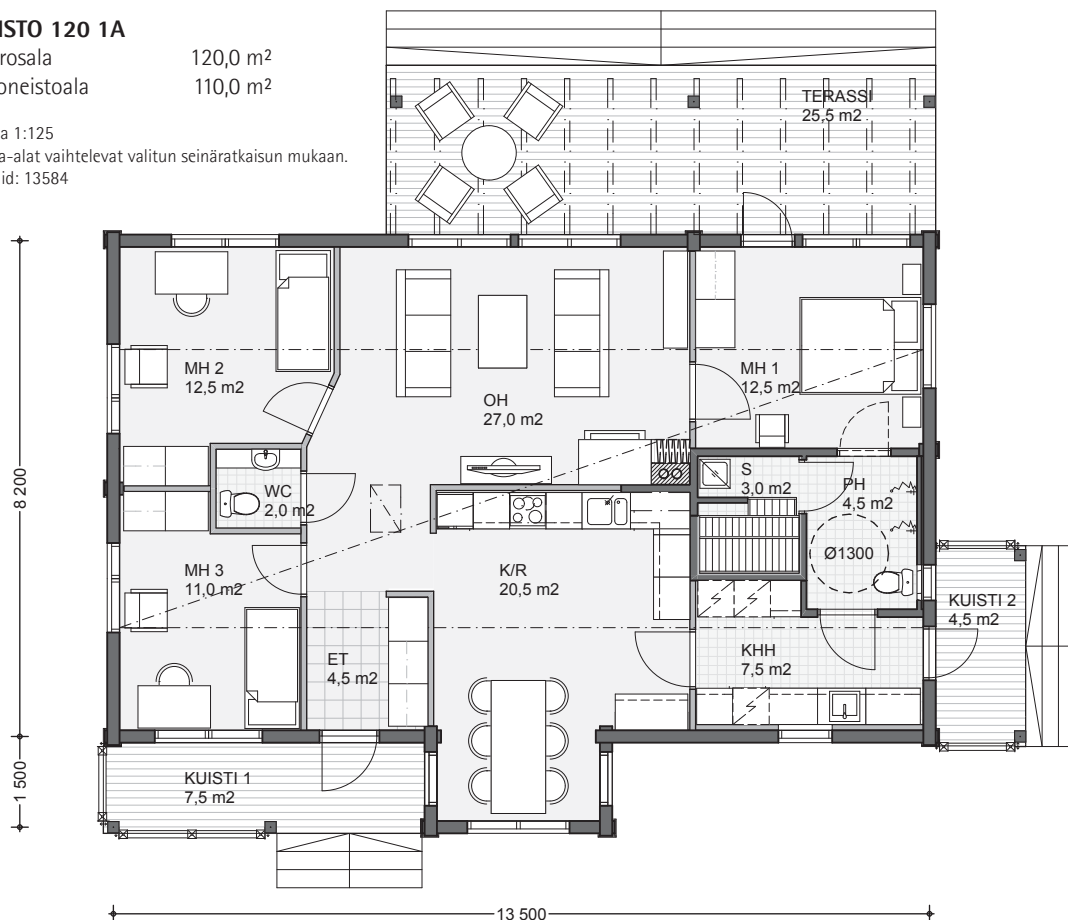 ISTO 120 1A
rosala 120,0 m²
oneistoala 110,0 m²
a 1:125
a-alat vaihtelevat valitun seinäratkaisun mukaan.
id: 13584
TERASSI
25,5 m2
MH 2
12,5 m2
OH
27,0 m2
MH 1
12,5 m2
WC
2,0 m2
S
3,0 m2
PH
4,5 m2
Ø1300
MH 3
11,0 m2
K/R
20,5 m2
KUISTI 2
4,5 m2
ET
4,5 m2
KHH
7,5 m2
KUISTI 1
7,5 m2
8 200
1 500
13 500